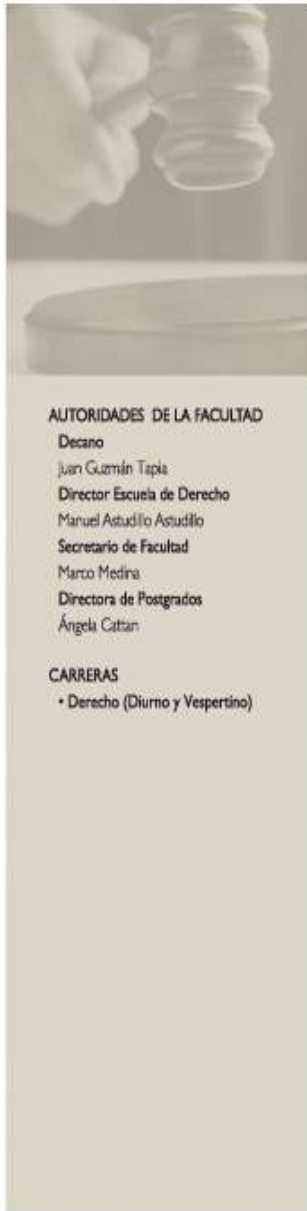 AUTORIDADES DE LA FACULTAD
Decano
Juan Guzmán Tapia
Director Escuela de Derecho
Manuel Astudillo Astudillo
Secretario de Facultad
Marco Medina
Directora de Postgrados
Ángela Cattan
CARRERAS
• Derecho (Diurno y Vespertino)